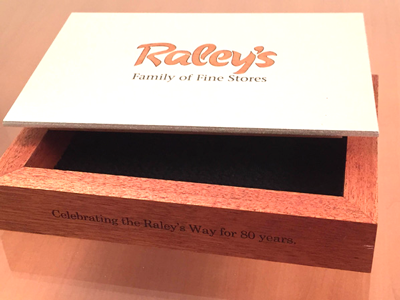 Raley's
Family of Fine Stores
Celebrating the Raley's Way for 80 years.